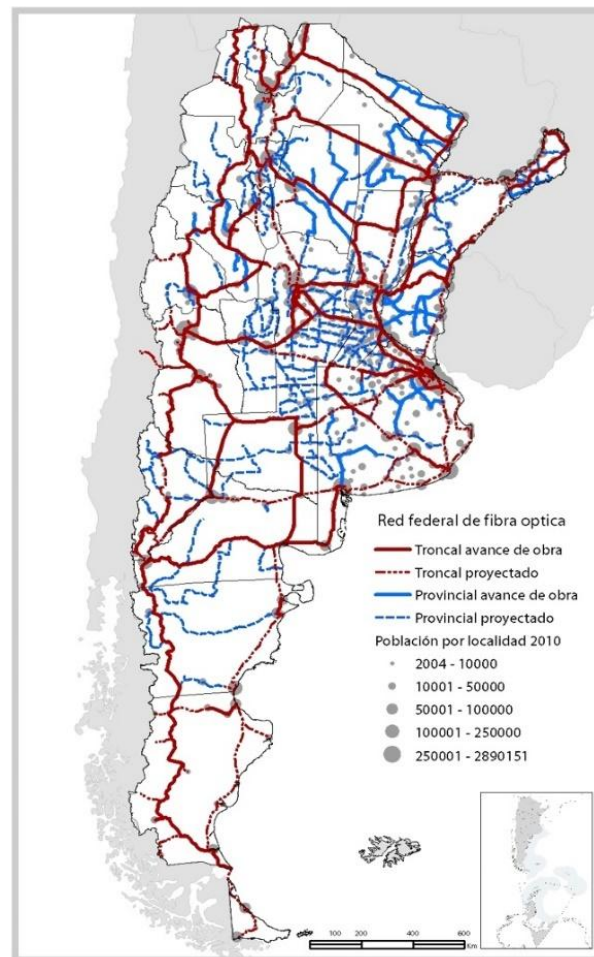 Red federal de fibra optica
Troncal avance de obra
Troncal proyectado
Provincial avance de obra
Provincial proyectado
Población por localidad 2010
2004 - 10000
10001 - 50000
50001 - 100000
100001 - 250000
250001 - 2890151
100 200 400 600
Km